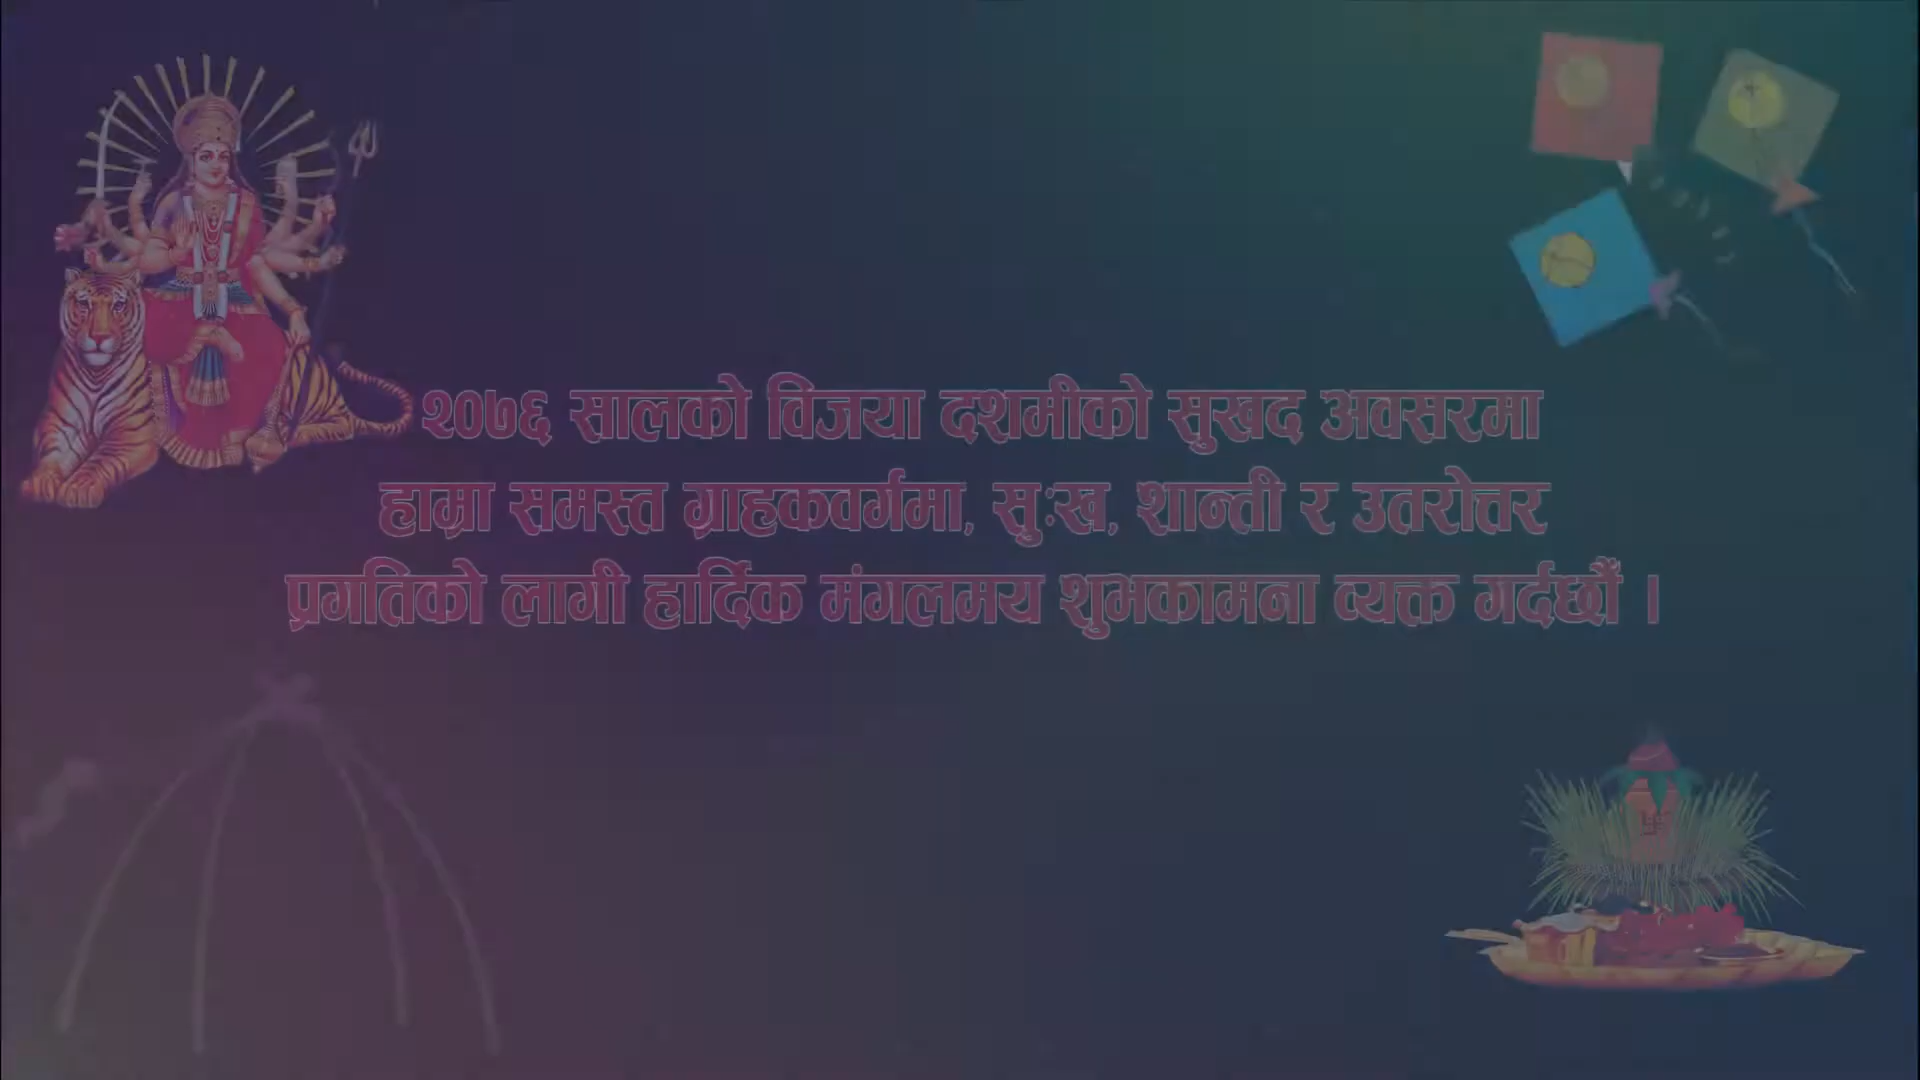 २०७६ सालको विजया दशमीको सुखद अवसरमा
हाम्रा समस्त ग्राहकवर्गमा, सु:ख, शान्ती र उतरोत्तर
प्रगतिको लागी हार्दिक मंगलमय शुभकामना व्यक्त गर्दछौं ।